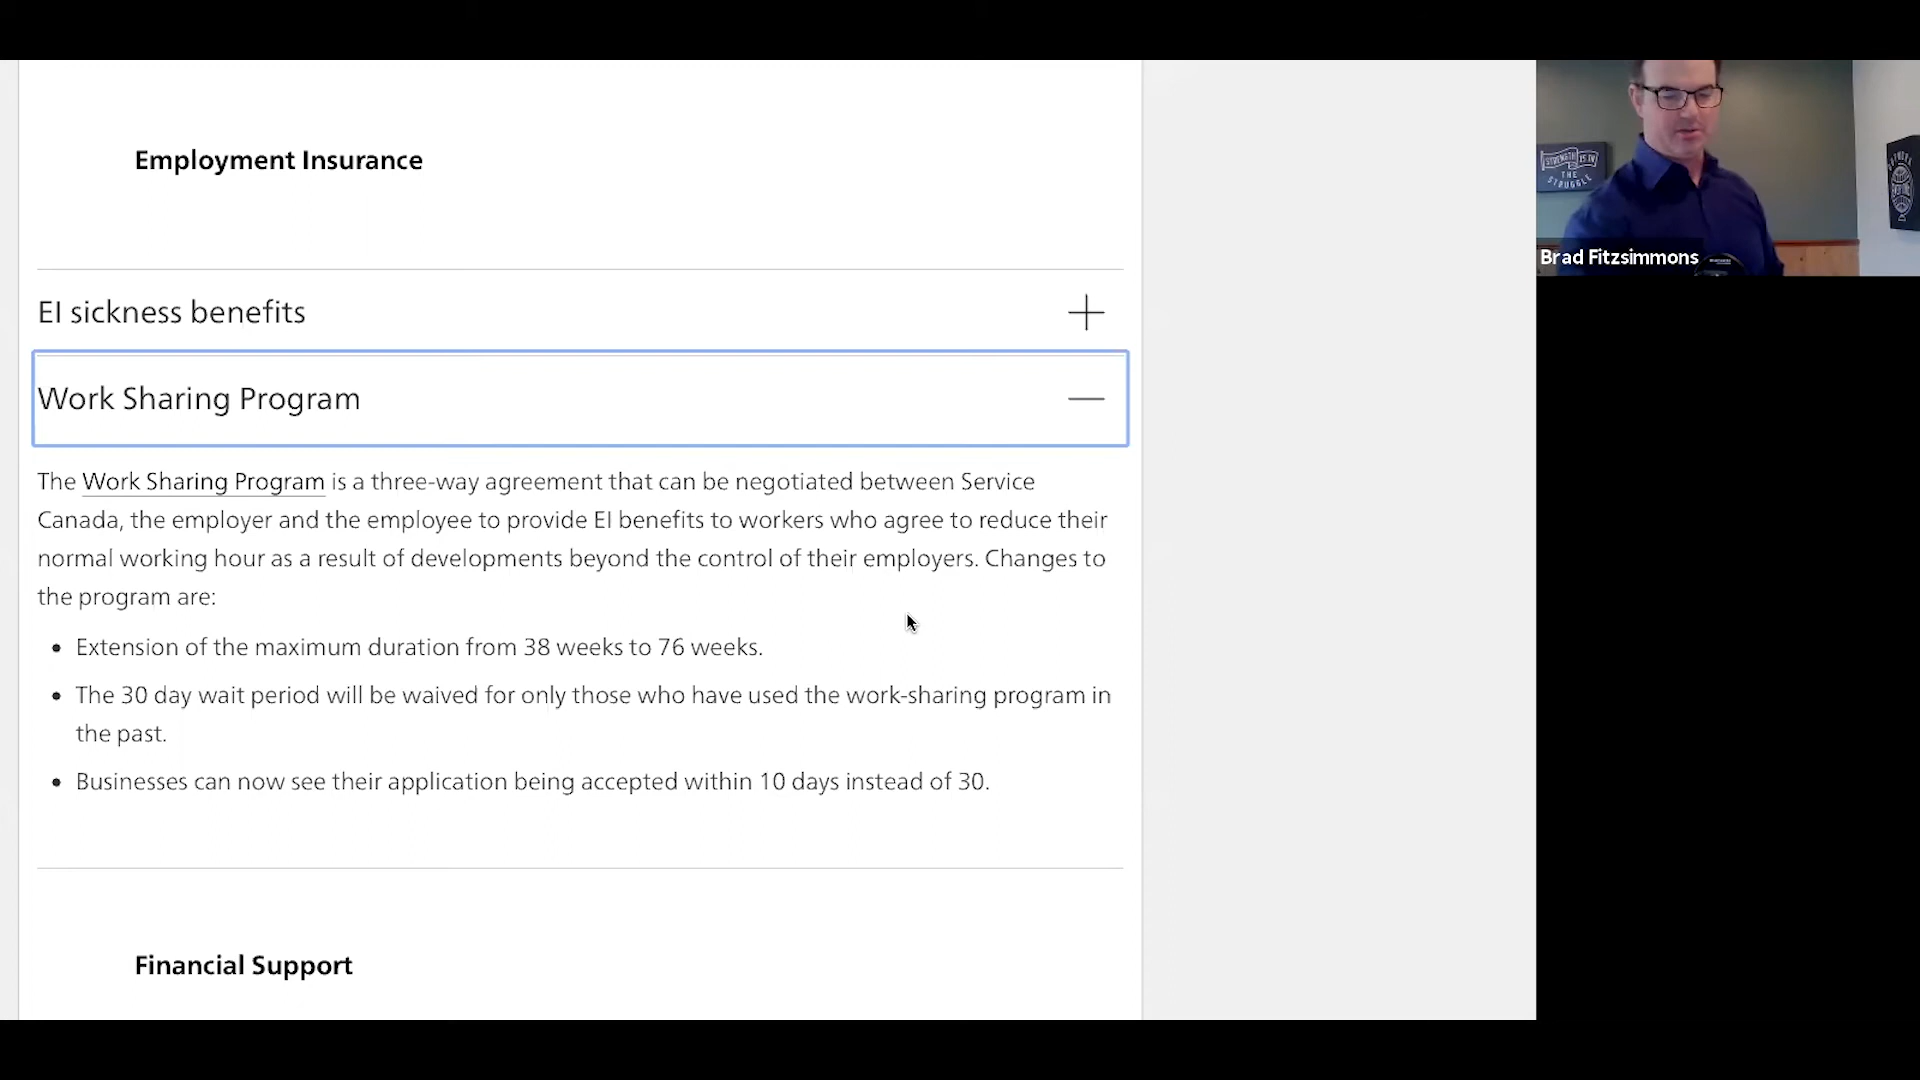 Employment Insurance
EI sickness benefits
Work Sharing Program
The Work Sharing Program is a three-way agreement that can be negotiated between Service
Canada, the employer and the employee to provide EI benefits to workers who agree to reduce their
normal working hour as a result of developments beyond the control of their employers. Changes to
the program are:
• Extension of the maximum duration from 38 weeks to 76 weeks.
• The 30 day wait period will be waived for only those who have used the work-sharing program in
the past.
• Businesses can now see their application being accepted within 10 days instead of 30.
Financial Support
STRENGTH IS IN
THE
STRUGGLE
Brad Fitzsimmons